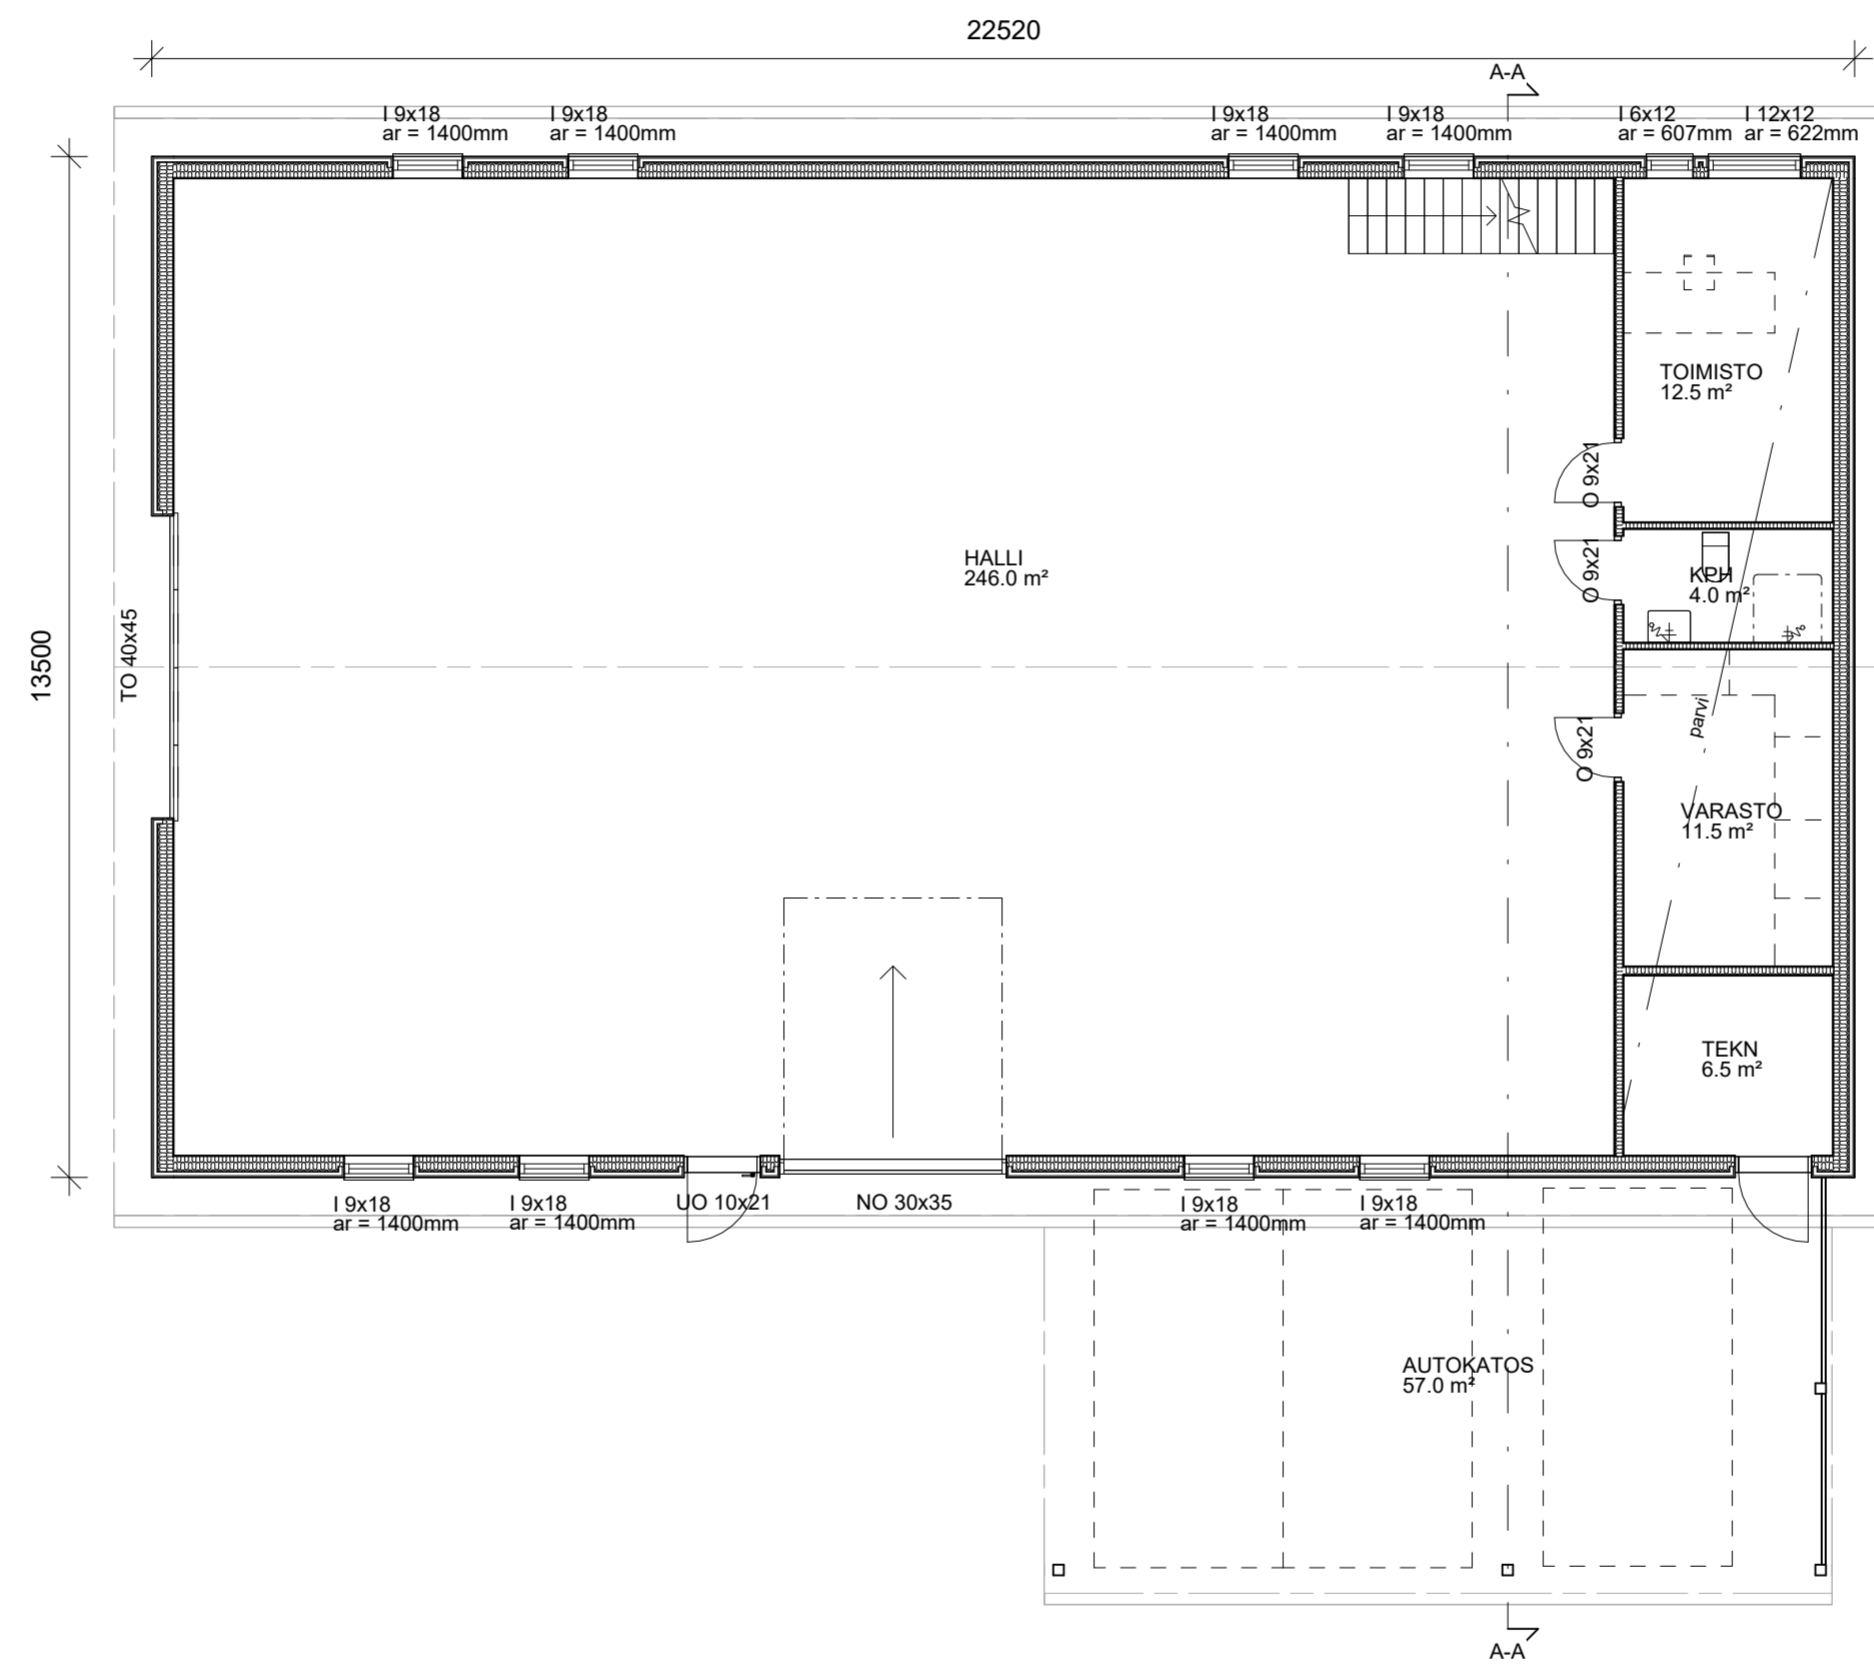 22520
A-A
I 9x18
ar = 1400mm
I 9x18
ar = 1400mm
I 9x18
ar = 1400mm
I 9x18
ar = 1400mm
I 6x12
ar = 607mm
I 12x12
ar = 622mm
TOIMISTO
12.5 m²
O 9x21
HALLI
246.0 m²
O 9x21
KPH
4.0 m²
13500
TO 40x45
parvi
O 9x21
VARASTO
11.5 m²
TEKN
6.5 m²
I 9x18
ar = 1400mm
I 9x18
ar = 1400mm
UO 10x21
NO 30x35
I 9x18
ar = 1400mm
I 9x18
ar = 1400mm
AUTOKATOS
57.0 m²
A-A